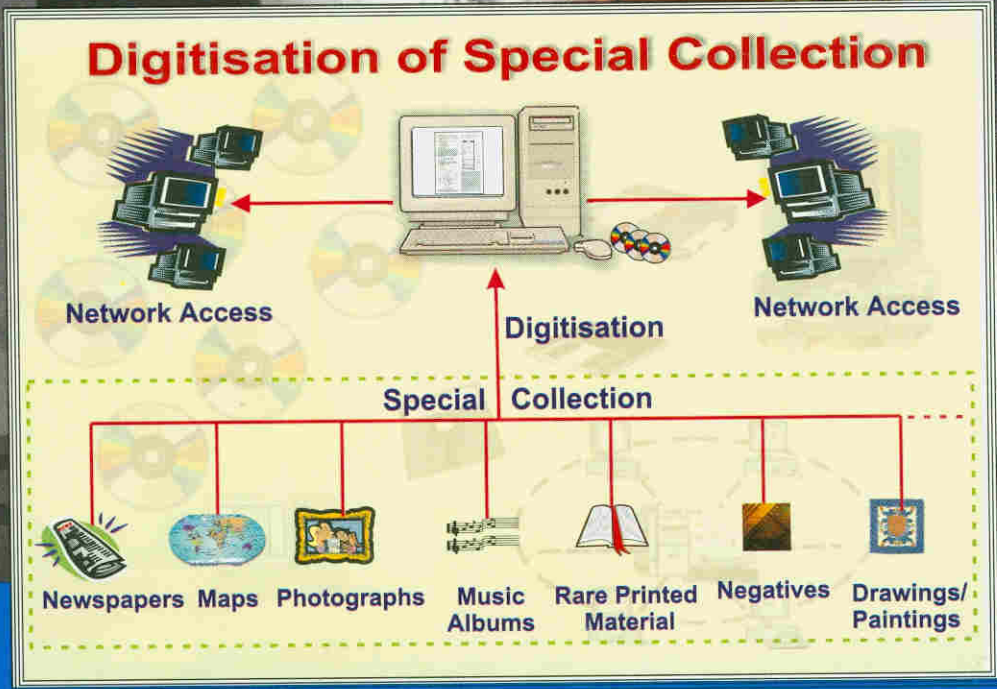 Digitisation of Special Collection
Network Access
Network Access
Digitisation
Special Collection
Newspapers
Maps
Photographs
Music
Albums
Rare Printed
Material
Negatives
Drawings/
Paintings